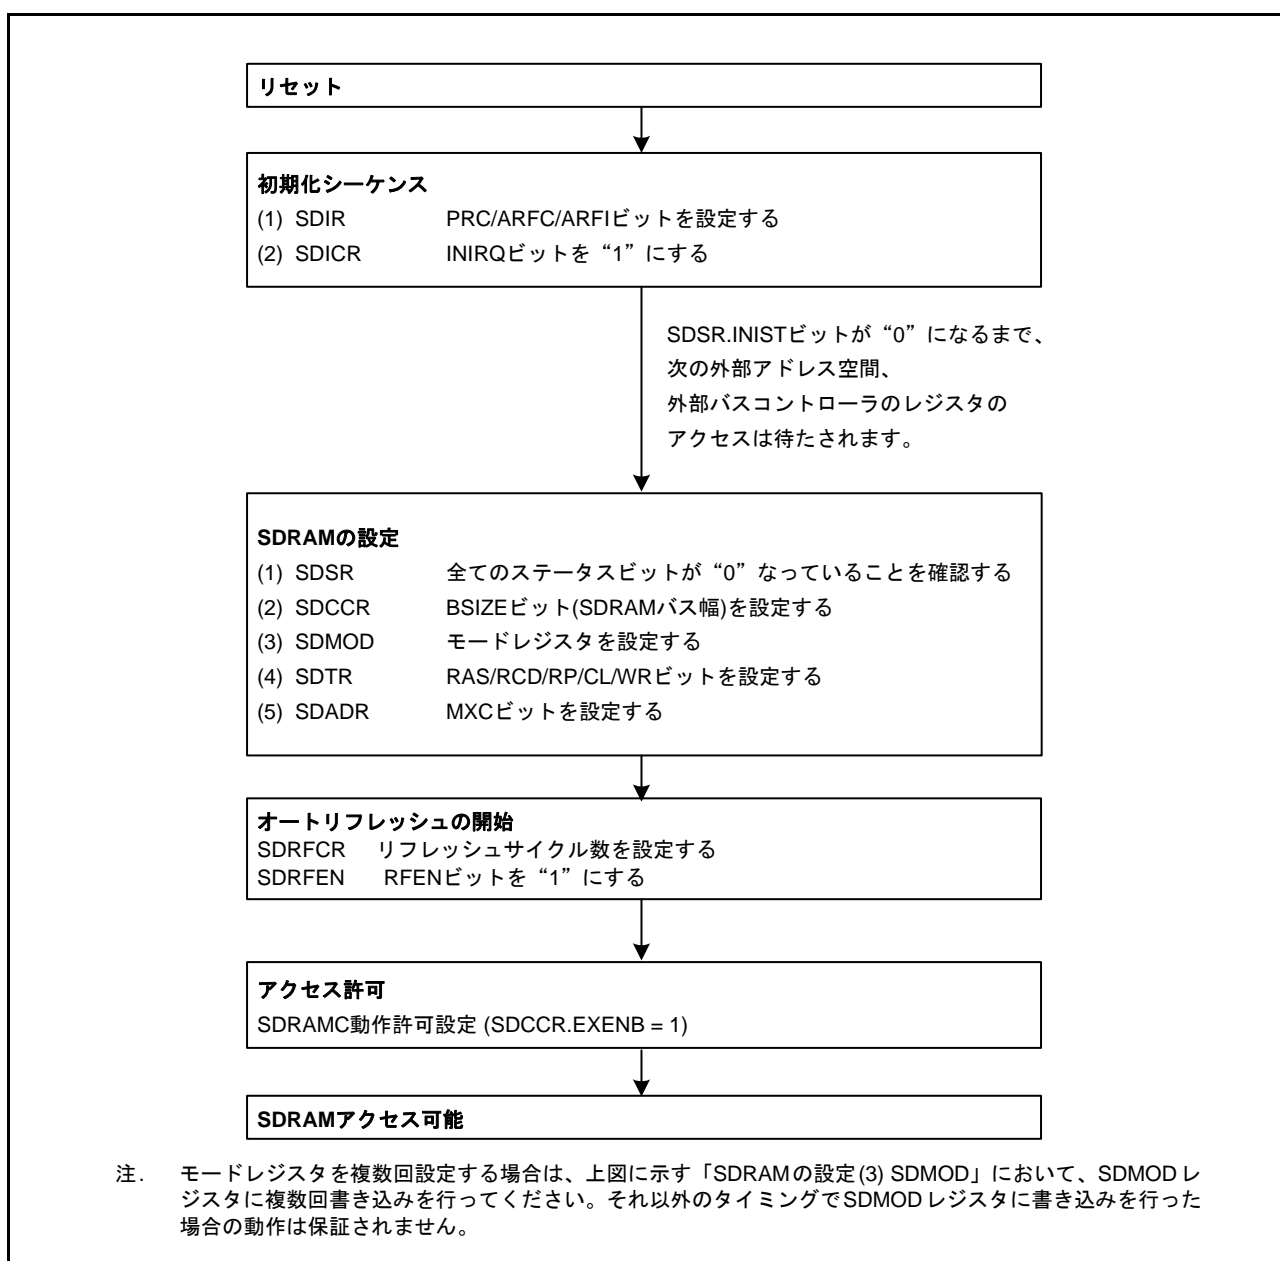 リセット
初期化シーケンス
(1) SDIR PRC/ARFC/ARFIビットを設定する
(2) SDICR INIRQビットを“1”にする
SDSR.INISTビットが“0”になるまで、
次の外部アドレス空間、
外部バスコントローラのレジスタの
アクセスは待たされます。
SDRAMの設定
(1) SDSR 全てのステータスビットが“0”なっていることを確認する
(2) SDCCR BSIZEビット(SDRAMバス幅)を設定する
(3) SDMOD モードレジスタを設定する
(4) SDTR RAS/RCD/RP/CL/WRビットを設定する
(5) SDADR MXCビットを設定する
オートリフレッシュの開始
SDRFCR リフレッシュサイクル数を設定する
SDRFEN RFENビットを“1”にする
アクセス許可
SDRAMC動作許可設定 (SDCCR.EXENB = 1)
SDRAMアクセス可能
注. モードレジスタを複数回設定する場合は、上図に示す「SDRAMの設定(3) SDMOD」において、SDMODレ
ジスタに複数回書き込みを行ってください。それ以外のタイミングでSDMODレジスタに書き込みを行った
場合の動作は保証されません。